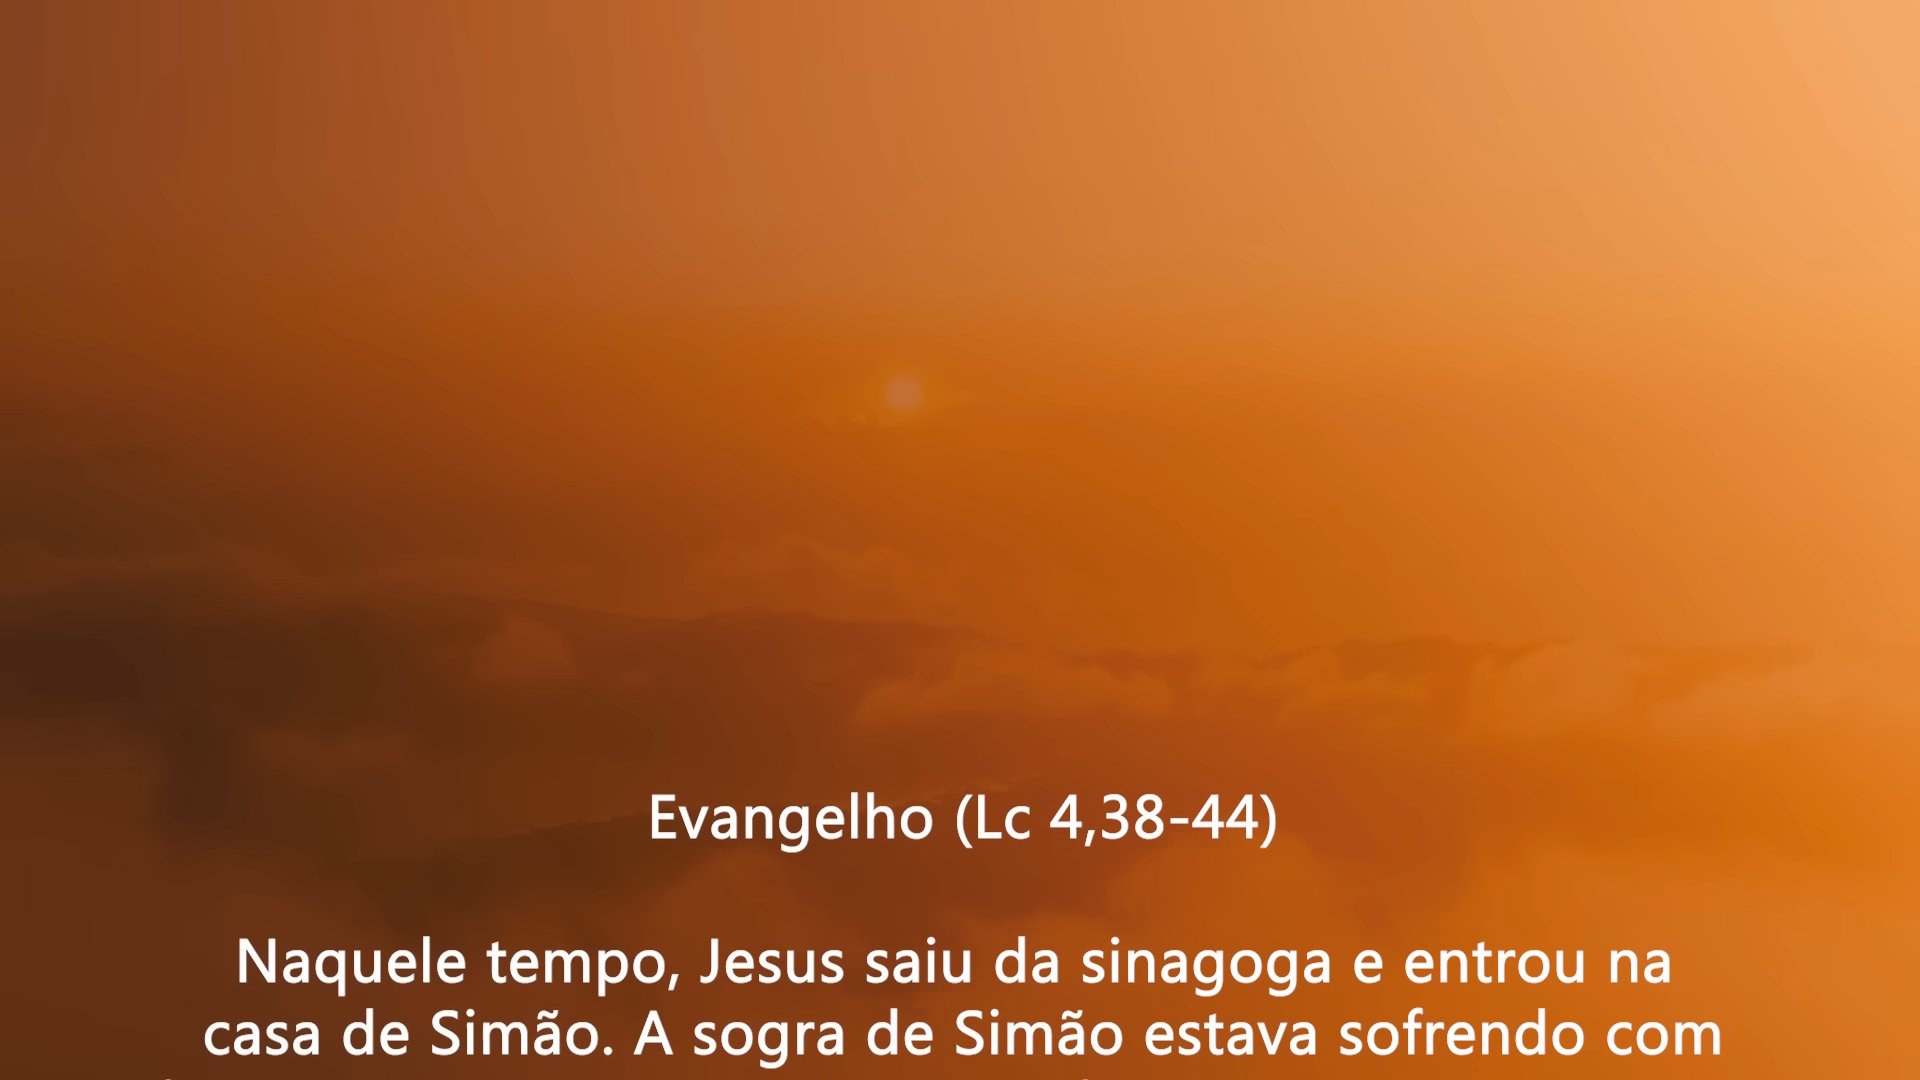 Evangelho (Lc 4,38-44)
Naquele tempo, Jesus saiu da sinagoga e entrou na
casa de Simão. A sogra de Simão estava sofrendo com